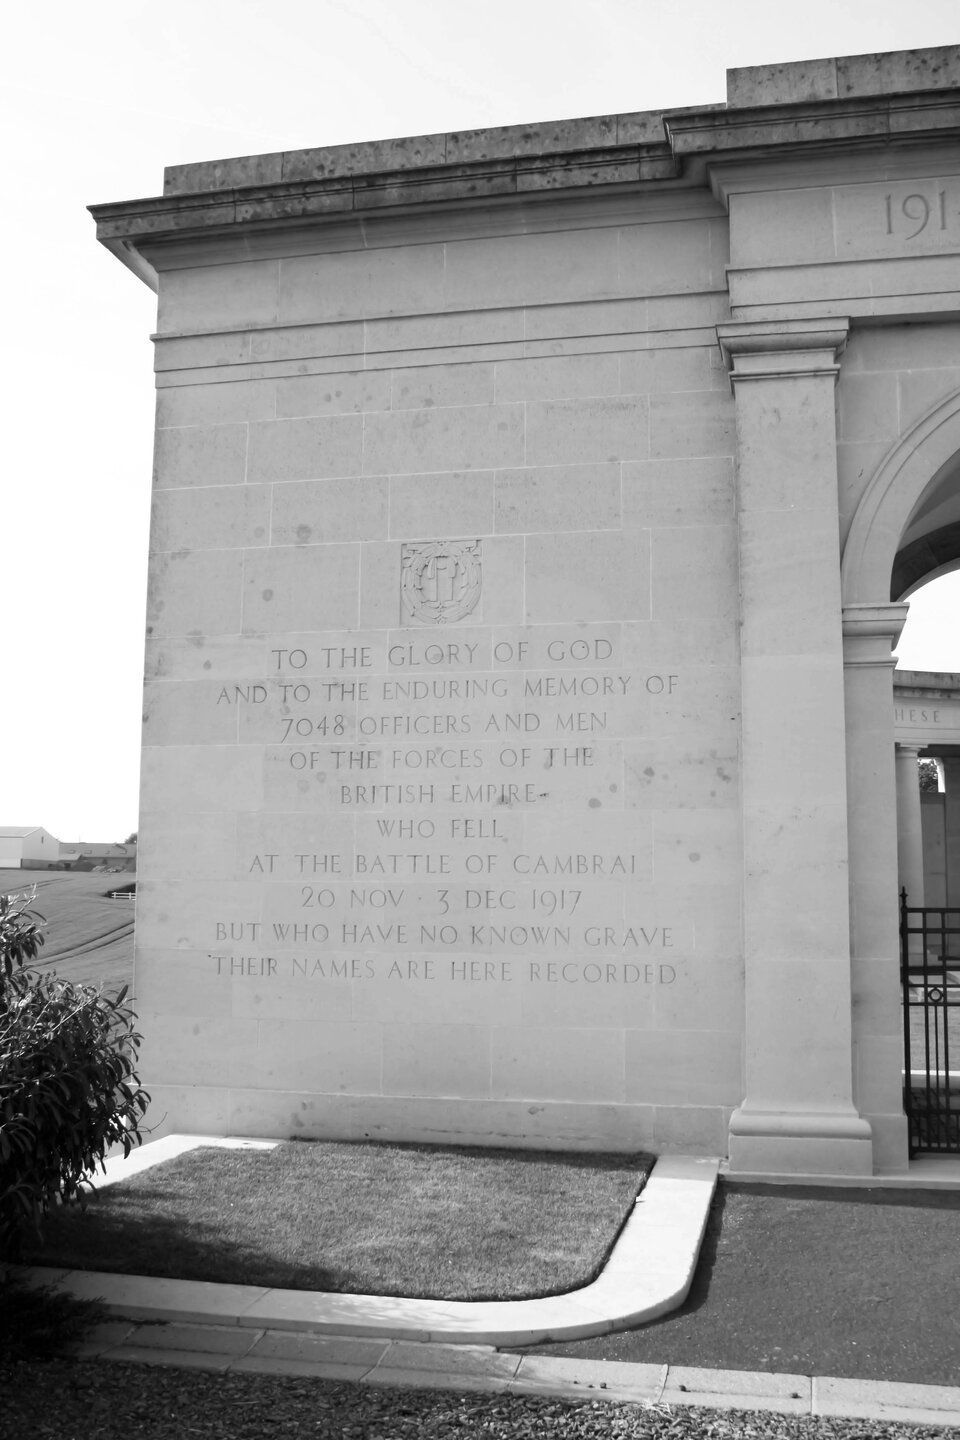 191
TO THE GLORY OF GOD
AND TO THE ENDURING MEMORY OF
7048 OFFICERS AND MEN
OF THE FORCES OF THE
BRITISH EMPIRE
WHO FELL
AT THE BATTLE OF CAMBRAI
20 NOV · 3 DEC 1917
BUT WHO HAVE NO KNOWN GRAVE
THEIR NAMES ARE HERE RECORDED
HESE